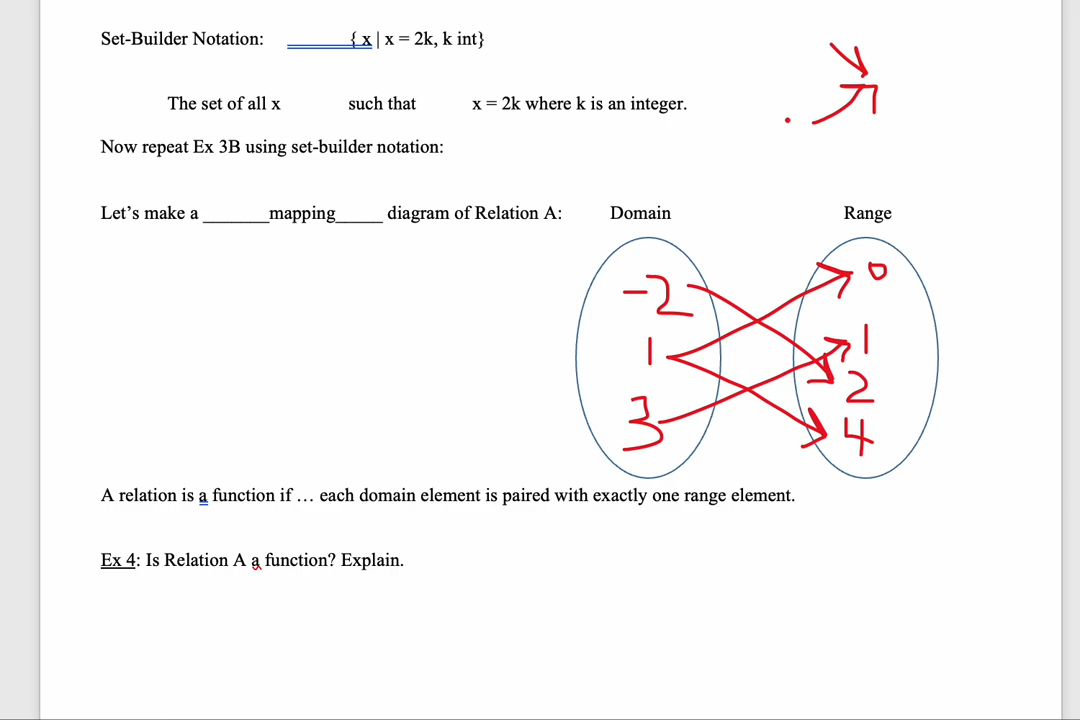 Set-Builder Notation: ______{ x | x = 2k, k int}
The set of all x such that x = 2k where k is an integer.
Now repeat Ex 3B using set-builder notation:
Let’s make a _______mapping_____ diagram of Relation A: Domain Range
-2 0
1 1
2
3 4
A relation is a function if … each domain element is paired with exactly one range element.
Ex 4: Is Relation A a function? Explain.